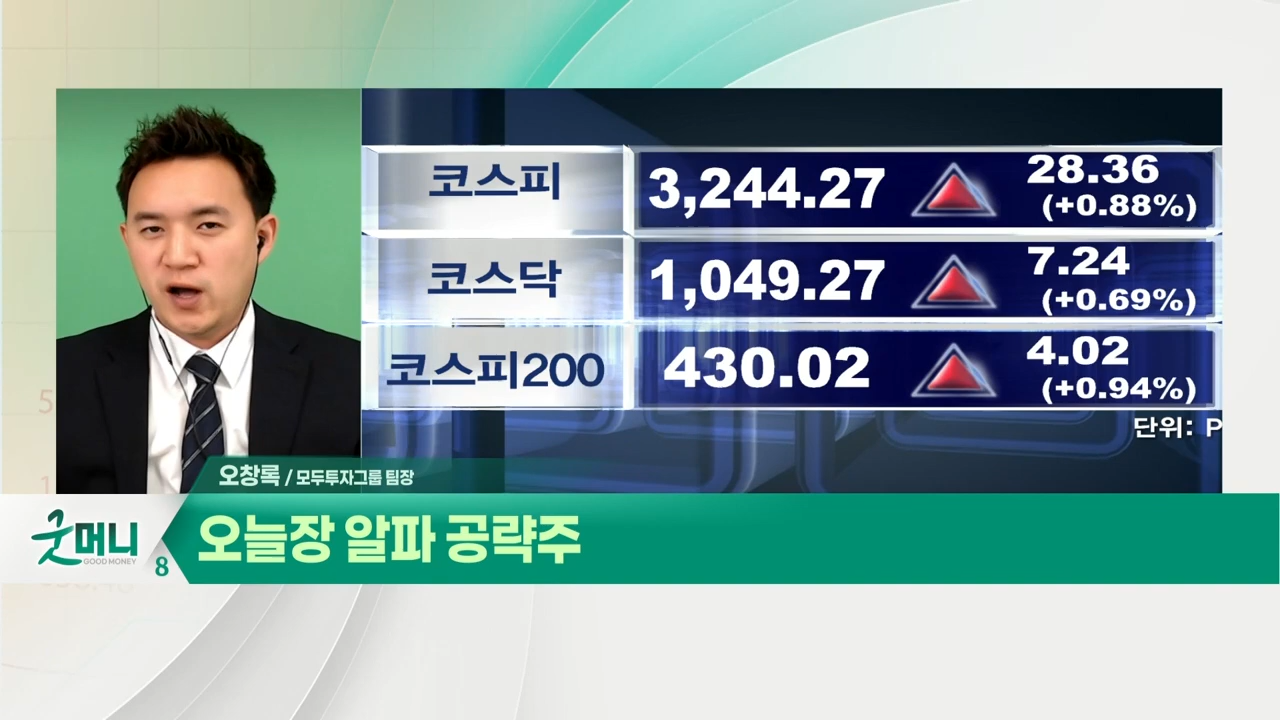 코스피 3,244.27 ▲ 28.36 (+0.88%)
코스닥 1,049.27 ▲ 7.24 (+0.69%)
코스피200 430.02 ▲ 4.02 (+0.94%)
단위: P
오창록 / 모두투자그룹 팀장
굿머니 GOOD MONEY 8
오늘장 알파 공략주